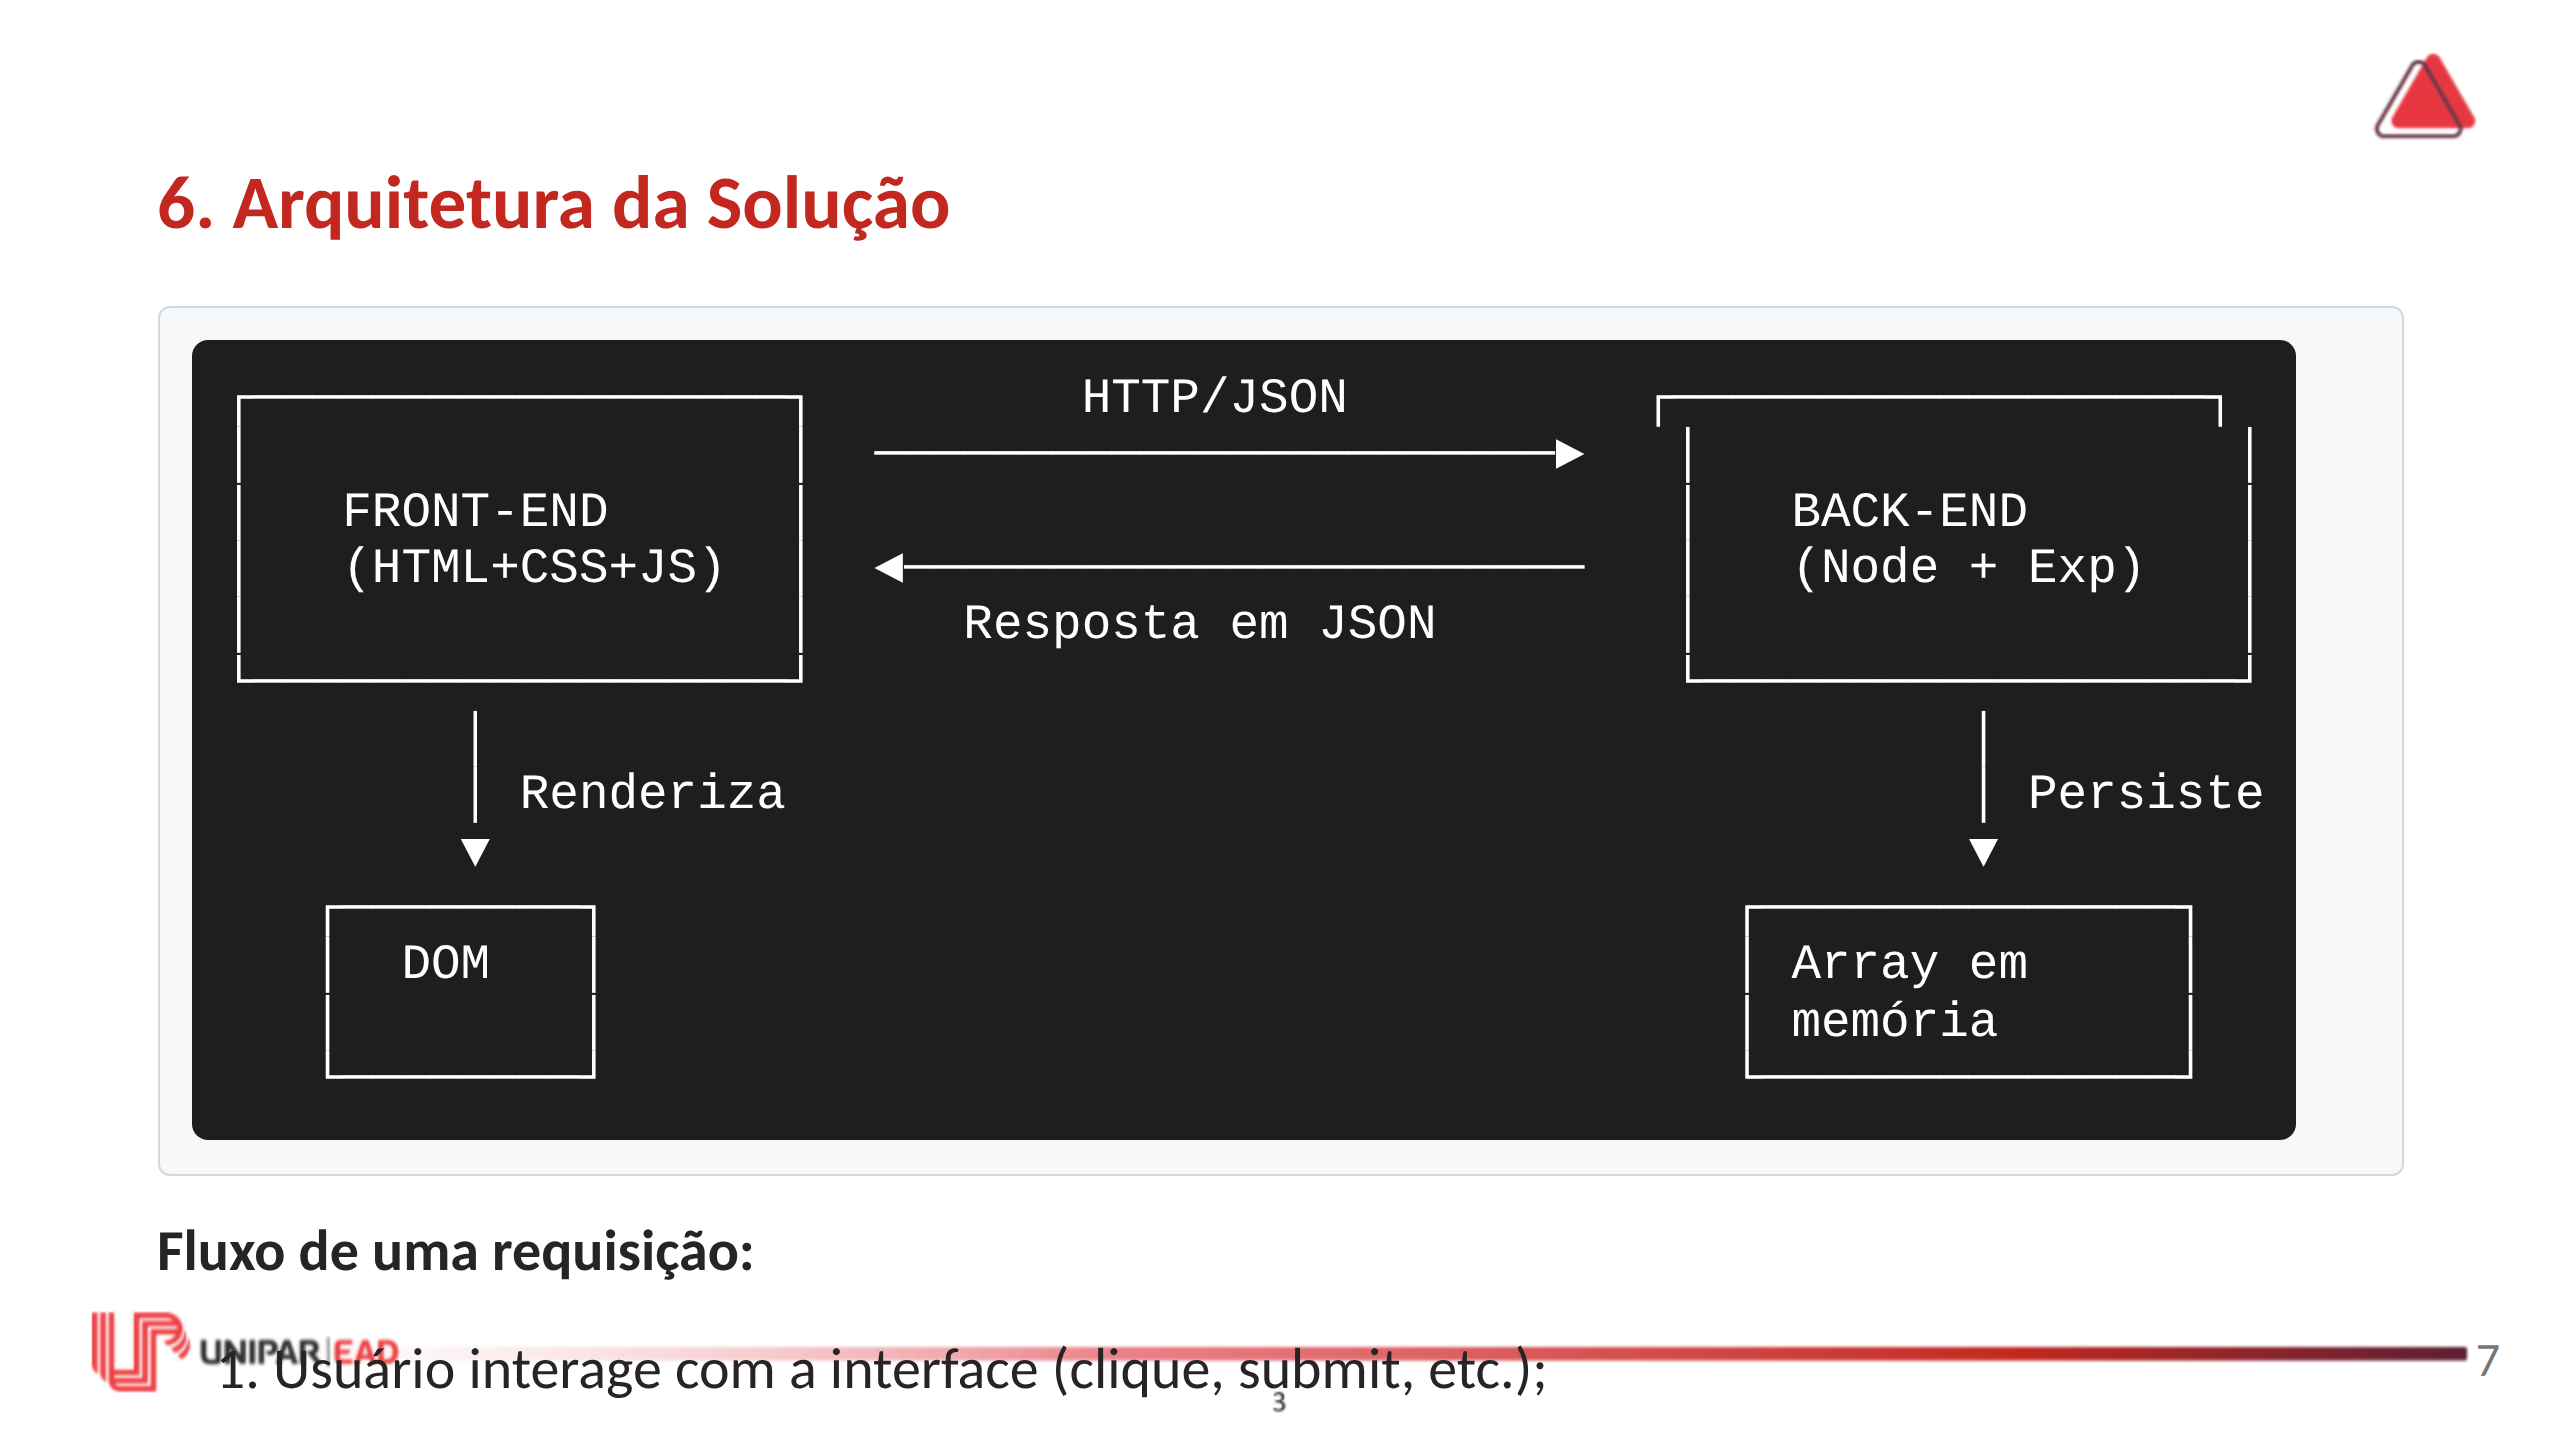 6. Arquitetura da Solução
HTTP/JSON
FRONT-END
(HTML+CSS+JS)
BACK-END
(Node + Exp)
Resposta em JSON
Renderiza
Persiste
DOM
Array em
memória
Fluxo de uma requisição:
UNIPAR EAD
1. Usuário interage com a interface (clique, submit, etc.);
7
3